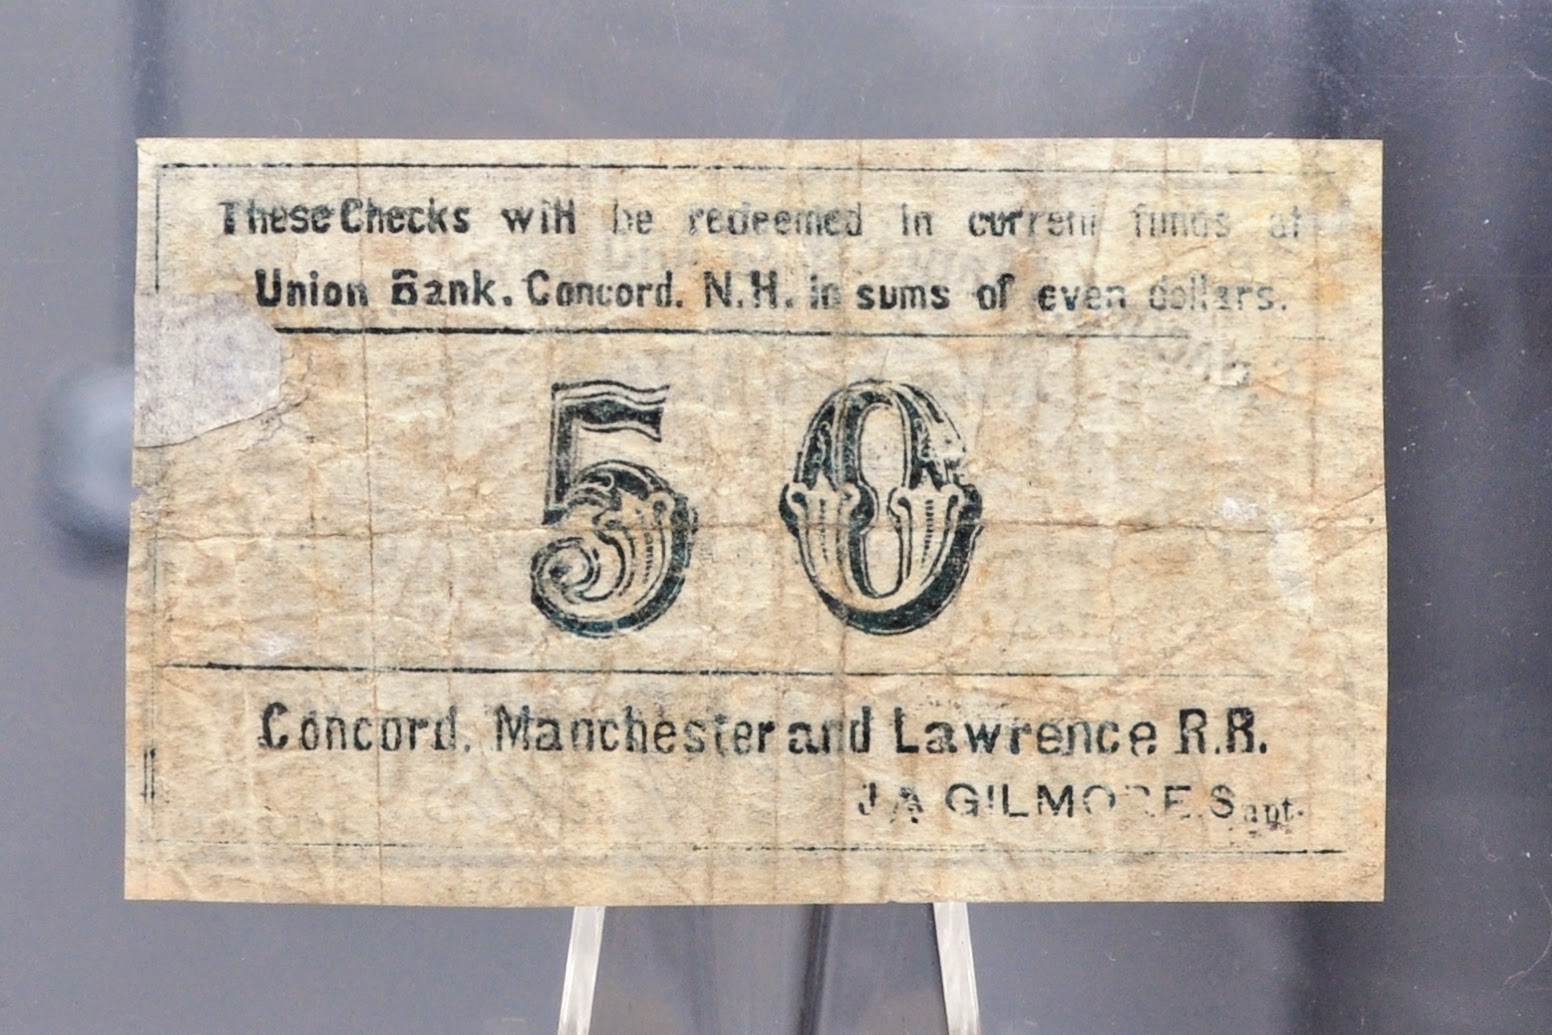 These Checks will be redeemed in current funds at
Union Bank. Concord. N.H. in sums of even dollars.
50
Concord. Manchester and Lawrence R.R.
J A GILMORE Supt.